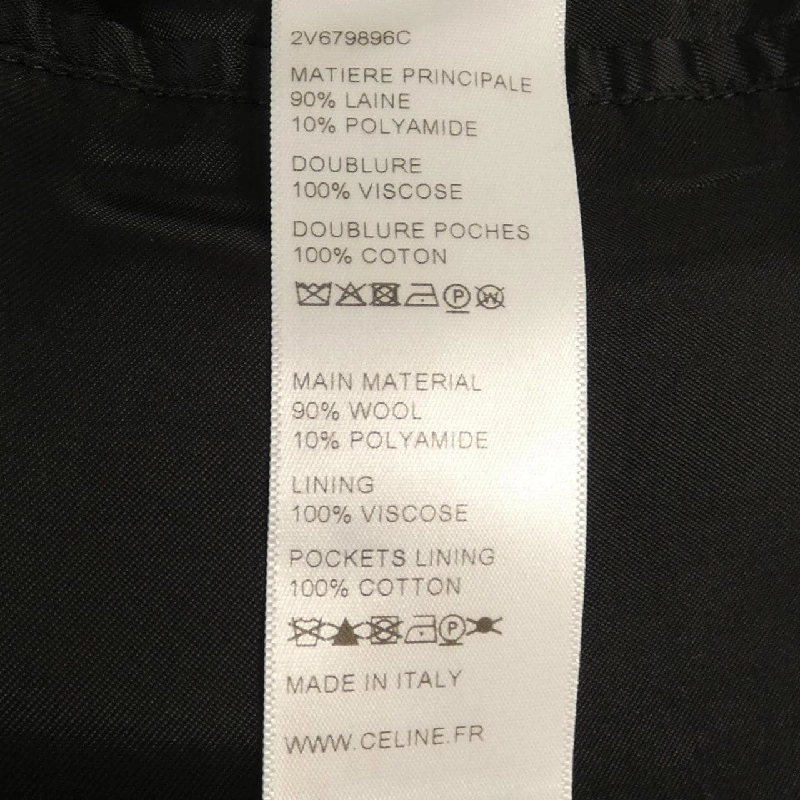 2V679896C
MATIERE PRINCIPALE
90% LAINE
10% POLYAMIDE
DOUBLURE
100% VISCOSE
DOUBLURE POCHES
100% COTON
P W
MAIN MATERIAL
90% WOOL
10% POLYAMIDE
LINING
100% VISCOSE
POCKETS LINING
100% COTTON
P
MADE IN ITALY
WWW.CELINE.FR